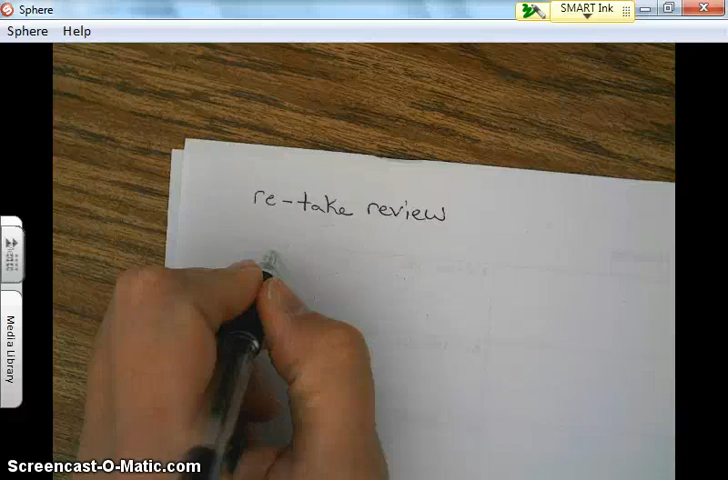 Sphere
SMART Ink
Sphere Help
re-take review
Media Library
Screencast-O-Matic.com